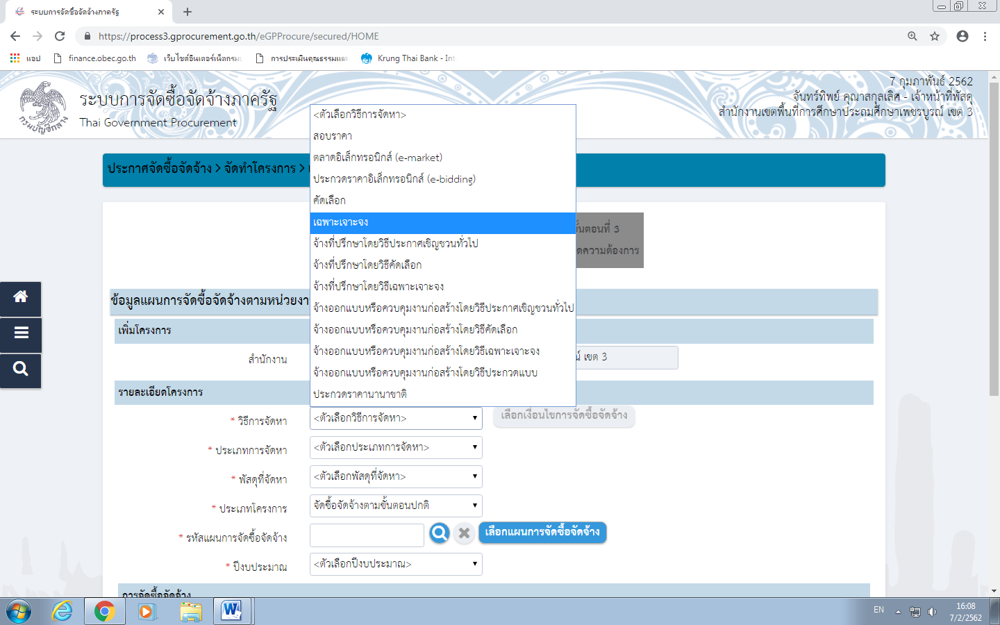 ระบบการจัดซื้อจัดจ้างภาครัฐ
https://process3.gprocurement.go.th/eGPProcure/secured/HOME
แอป
finance.obec.go.th
เว็บไซต์อินเตอร์เน็ตกรม
การประเมินคุณธรรมและ
Krung Thai Bank - Int
กรมบัญชีกลาง
ระบบการจัดซื้อจัดจ้างภาครัฐ
Thai Government Procurement
7 กุมภาพันธ์ 2562
จันทร์ทิพย์ คุณาสกุลเลิศ - เจ้าหน้าที่พัสดุ
สำนักงานเขตพื้นที่การศึกษาประถมศึกษาเพชรบูรณ์ เขต 3
ประกาศจัดซื้อจัดจ้าง > จัดทำโครงการ >
<ตัวเลือกวิธีการจัดหา>
สอบราคา
ตลาดอิเล็กทรอนิกส์ (e-market)
ประกวดราคาอิเล็กทรอนิกส์ (e-bidding)
คัดเลือก
เฉพาะเจาะจง
จ้างที่ปรึกษาโดยวิธีประกาศเชิญชวนทั่วไป
จ้างที่ปรึกษาโดยวิธีคัดเลือก
จ้างที่ปรึกษาโดยวิธีเฉพาะเจาะจง
จ้างออกแบบหรือควบคุมงานก่อสร้างโดยวิธีประกาศเชิญชวนทั่วไป
จ้างออกแบบหรือควบคุมงานก่อสร้างโดยวิธีคัดเลือก
จ้างออกแบบหรือควบคุมงานก่อสร้างโดยวิธีเฉพาะเจาะจง
จ้างออกแบบหรือควบคุมงานก่อสร้างโดยวิธีประกวดแบบ
ประกวดราคานานาชาติ
ขั้นตอนที่ 3
ดความต้องการ
ข้อมูลแผนการจัดซื้อจัดจ้างตามหน่วยงา
เพิ่มโครงการ
สำนักงาน
ณ์ เขต 3
รายละเอียดโครงการ
* วิธีการจัดหา
<ตัวเลือกวิธีการจัดหา>
เลือกเงื่อนไขการจัดซื้อจัดจ้าง
* ประเภทการจัดหา
<ตัวเลือกประเภทการจัดหา>
* พัสดุที่จัดหา
<ตัวเลือกพัสดุที่จัดหา>
* ประเภทโครงการ
จัดซื้อจัดจ้างตามขั้นตอนปกติ
* รหัสแผนการจัดซื้อจัดจ้าง
เลือกแผนการจัดซื้อจัดจ้าง
* ปีงบประมาณ
<ตัวเลือกปีงบประมาณ>
การจัดซื้อจัดจ้าง
EN
16:08
7/2/2562